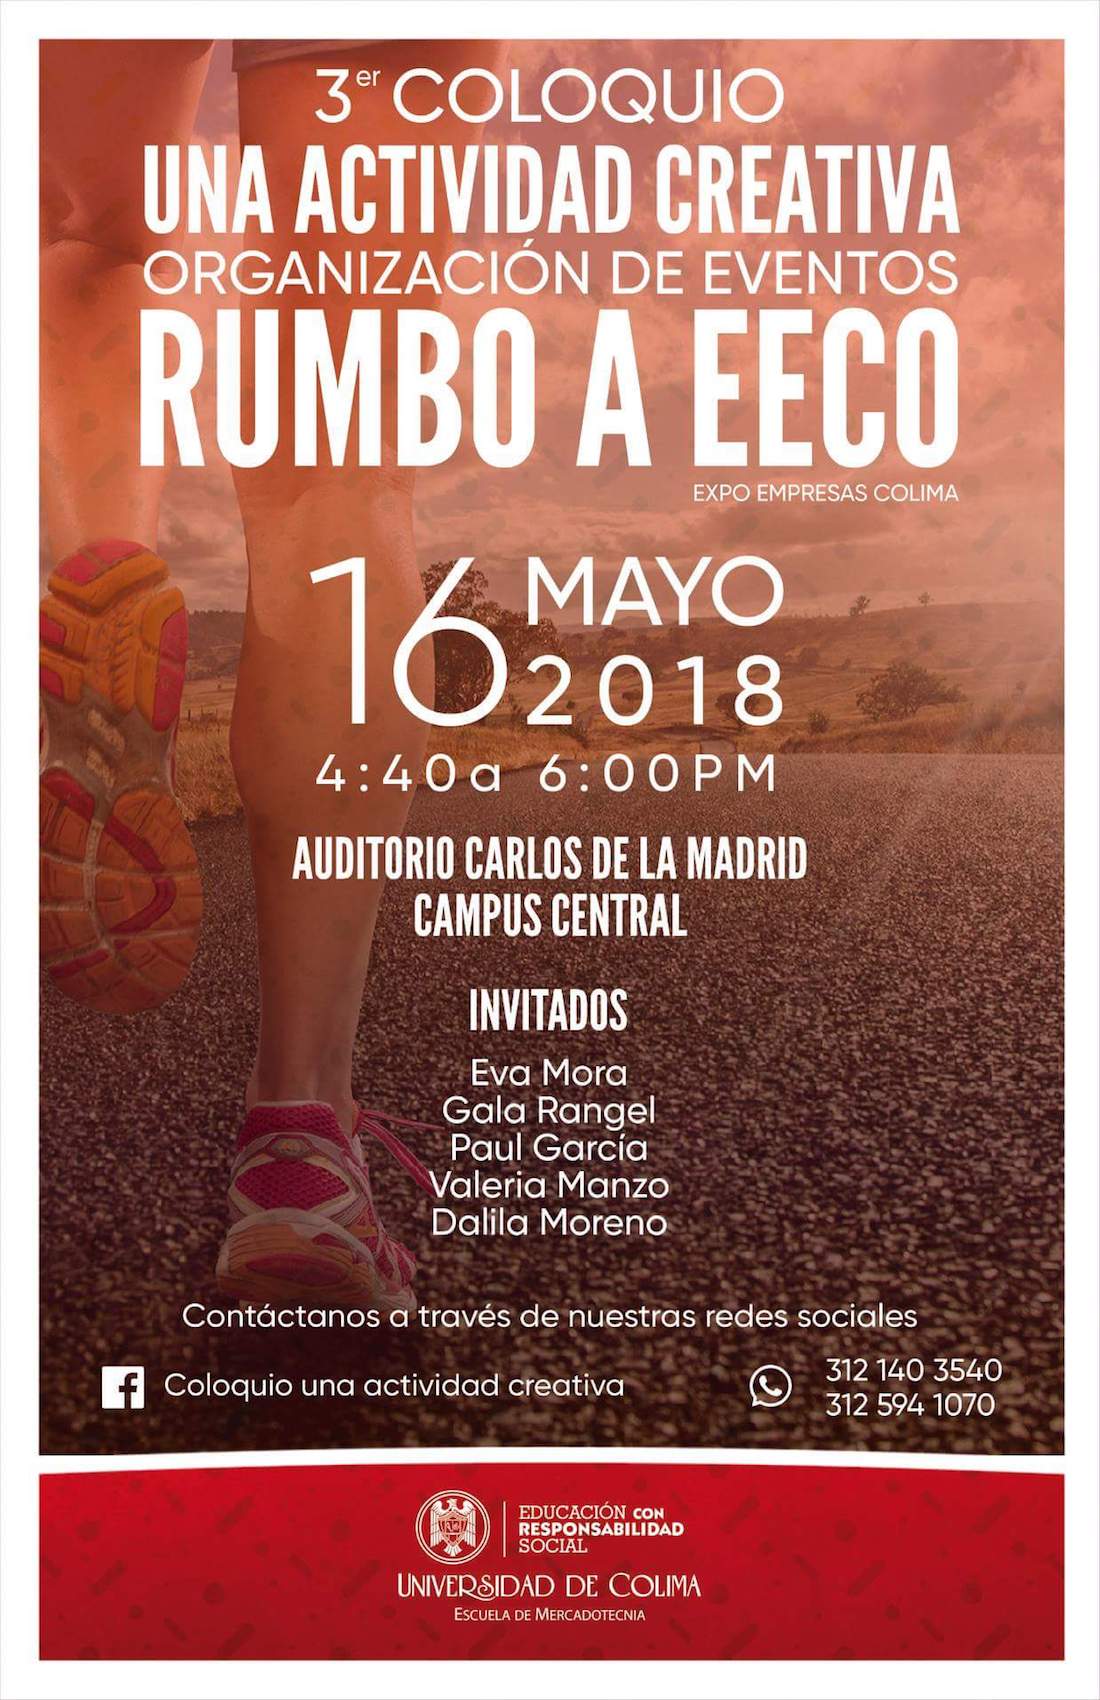 3er COLOQUIO
UNA ACTIVIDAD CREATIVA
ORGANIZACIÓN DE EVENTOS
RUMBO A EECO
EXPO EMPRESAS COLIMA
16 MAYO
2018
4:40 a 6:00PM
AUDITORIO CARLOS DE LA MADRID
CAMPUS CENTRAL
INVITADOS
Eva Mora
Gala Rangel
Paul García
Valeria Manzo
Dalila Moreno
Contáctanos a través de nuestras redes sociales
Coloquio una actividad creativa
312 140 3540
312 594 1070
EDUCACIÓN CON
RESPONSABILIDAD
SOCIAL
UNIVERSIDAD DE COLIMA
ESCUELA DE MERCADOTECNIA